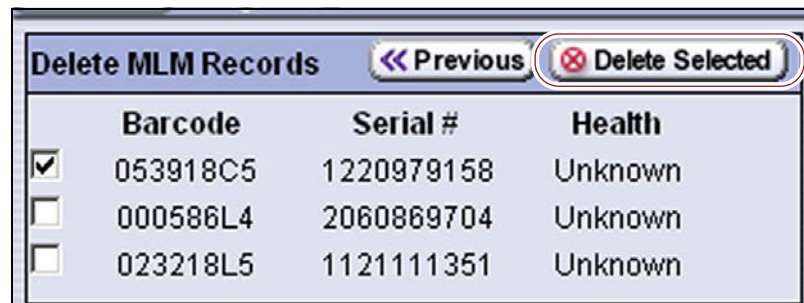 Delete MLM Records Previous Delete Selected
Barcode Serial # Health
053918C5 1220979158 Unknown
000586L4 2060869704 Unknown
023218L5 1121111351 Unknown